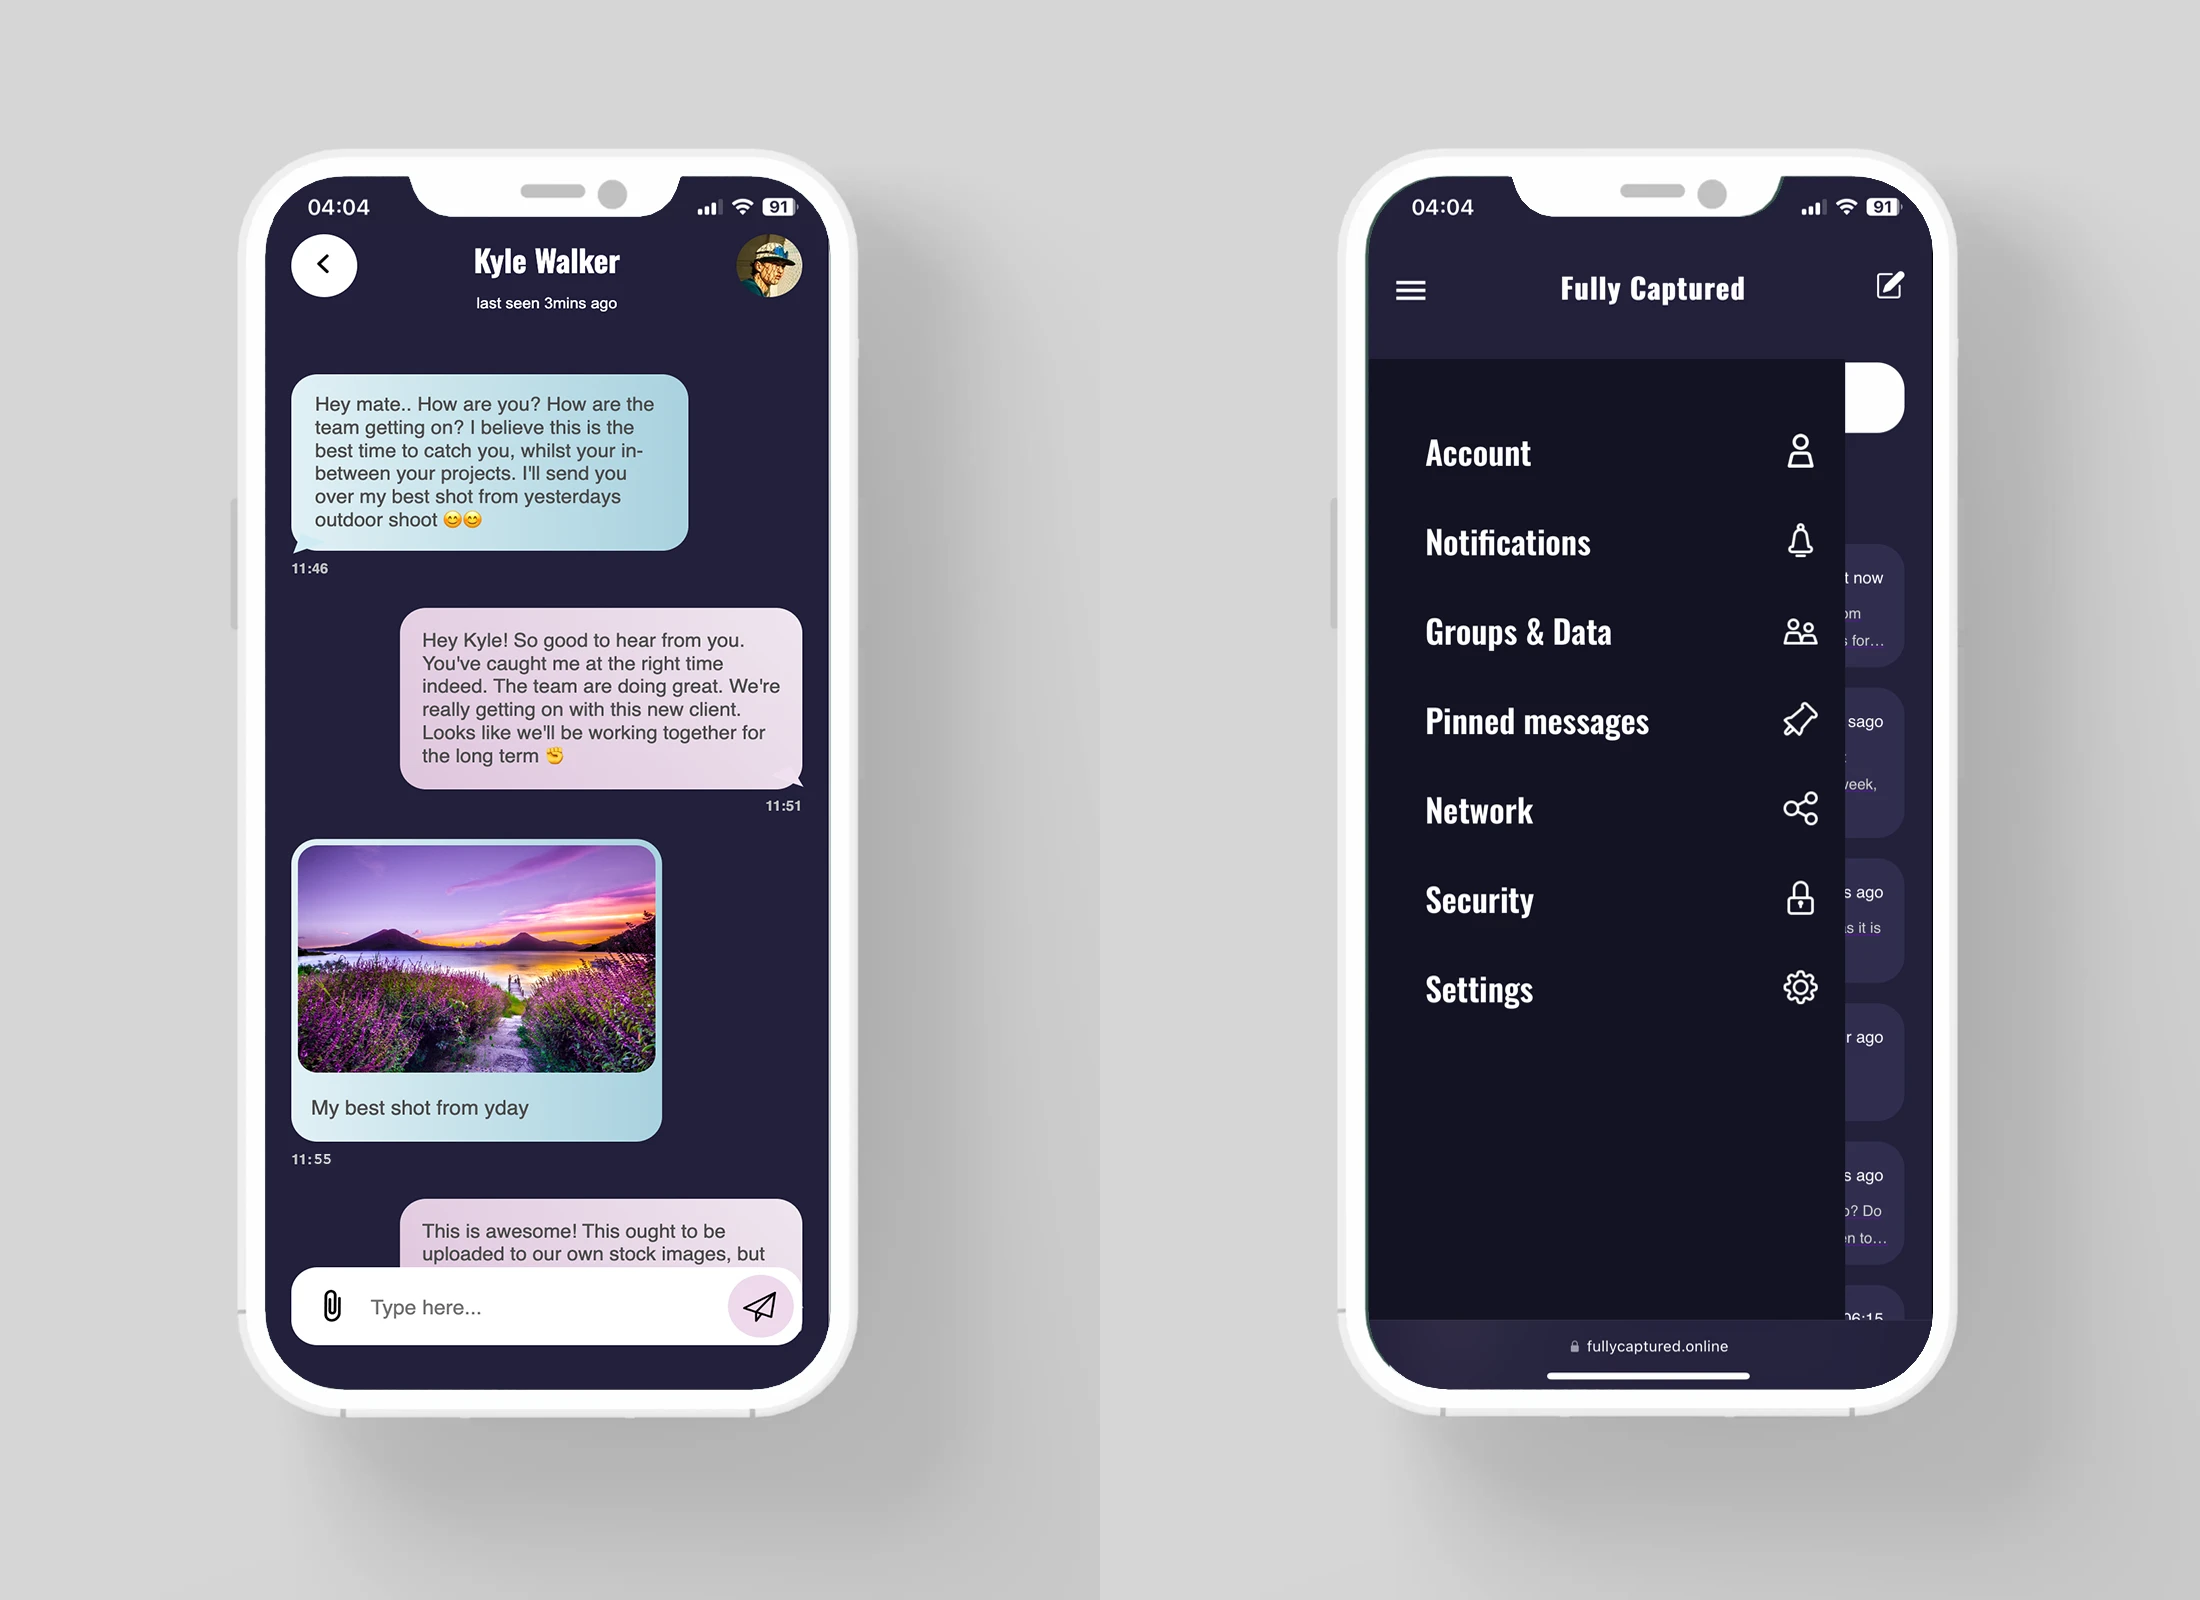 04:04
91
Kyle Walker
last seen 3mins ago
Hey mate.. How are you? How are the
team getting on? I believe this is the
best time to catch you, whilst your in-
between your projects. I'll send you
over my best shot from yesterdays
outdoor shoot 😊😊
11:46
Hey Kyle! So good to hear from you.
You've caught me at the right time
indeed. The team are doing great. We're
really getting on with this new client.
Looks like we'll be working together for
the long term ✊
11:51
My best shot from yday
11:55
This is awesome! This ought to be
uploaded to our own stock images, but
Type here...
04:04
91
Fully Captured
Account
Notifications
Groups & Data
Pinned messages
Network
Security
Settings
now
for...
sago
ago
it is
ago
ago
? Do
to...
06:15
fullycaptured.online